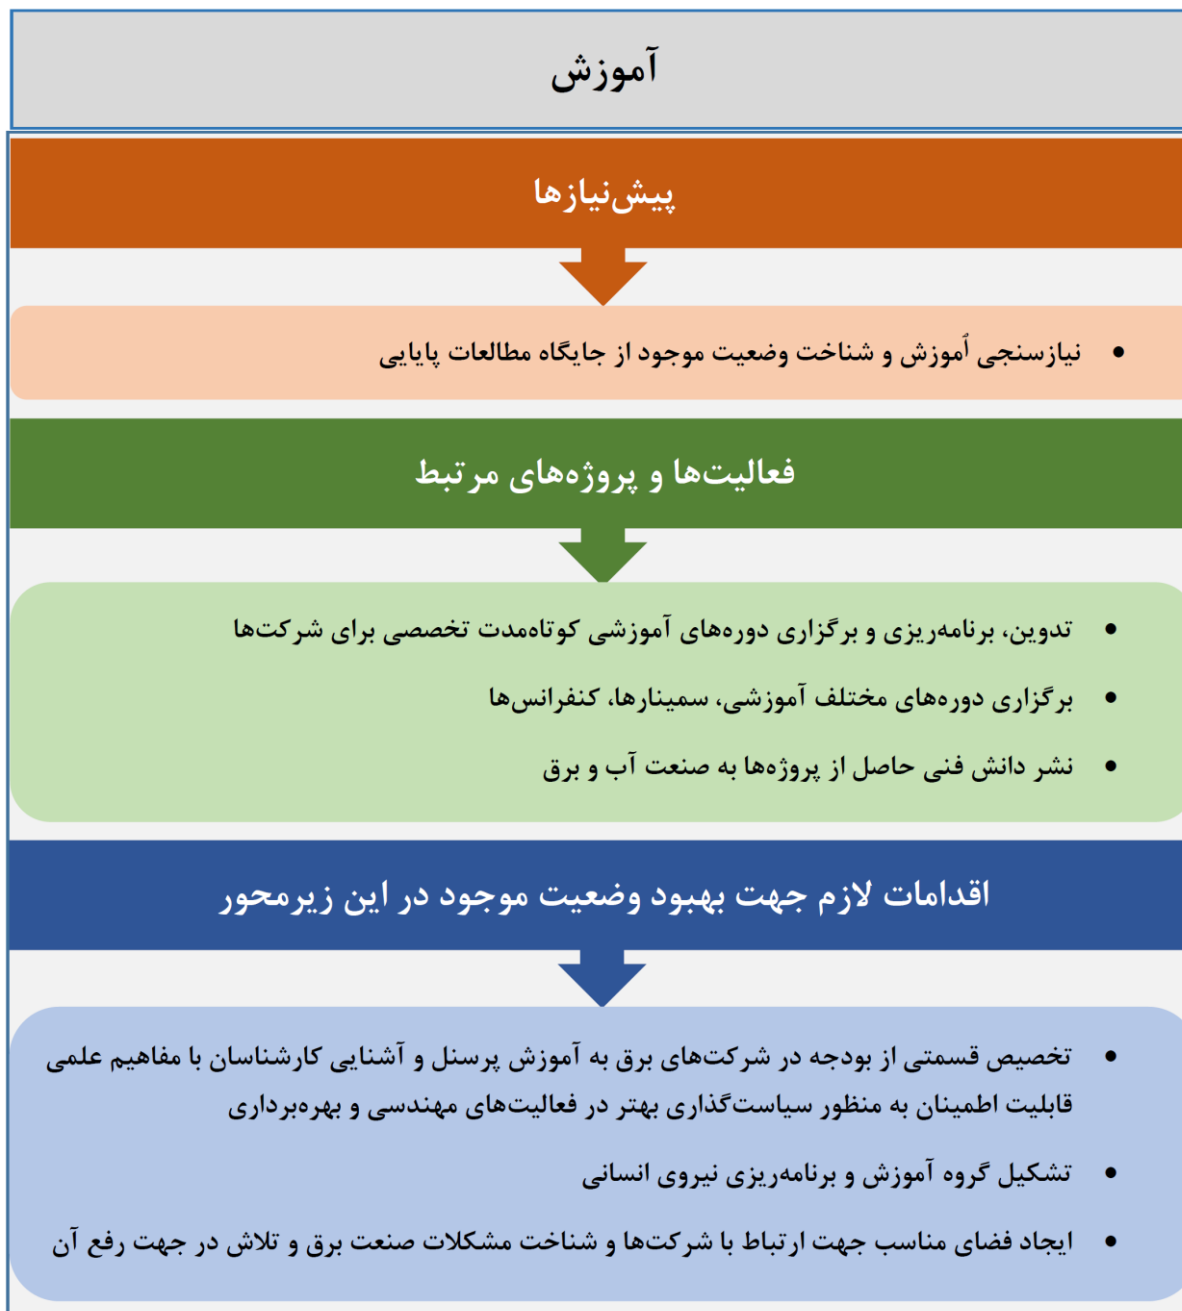 آموزش
پیش‌نیازها
• نیازسنجی آموزش و شناخت وضعیت موجود از جایگاه مطالعات پایایی
فعالیت‌ها و پروژه‌های مرتبط
• تدوین، برنامه‌ریزی و برگزاری دوره‌های آموزشی کوتاه‌مدت تخصصی برای شرکت‌ها
• برگزاری دوره‌های مختلف آموزشی، سمینارها، کنفرانس‌ها
• نشر دانش فنی حاصل از پروژه‌ها به صنعت آب و برق
اقدامات لازم جهت بهبود وضعیت موجود در این زیرمحور
• تخصیص قسمتی از بودجه در شرکت‌های برق به آموزش پرسنل و آشنایی کارشناسان با مفاهیم علمی
قابلیت اطمینان به منظور سیاست‌گذاری بهتر در فعالیت‌های مهندسی و بهره‌برداری
• تشکیل گروه آموزش و برنامه‌ریزی نیروی انسانی
• ایجاد فضای مناسب جهت ارتباط با شرکت‌ها و شناخت مشکلات صنعت برق و تلاش در جهت رفع آن